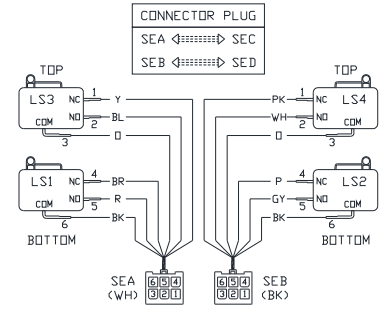 CONNECTOR PLUG
SEA SEC
SEB SED
TOP TOP
1 Y PK 1
LS3 NC NC LS4
NO BL WH NO
COM 2 2 COM
3 O O 3
4 BR P 4
LS1 NC NC LS2
NO R GY NO
COM 5 5 COM
6 BK BK 6
BOTTOM BOTTOM
SEA 6 5 4 6 5 4 SEB
(WH) 3 2 1 3 2 1 (BK)